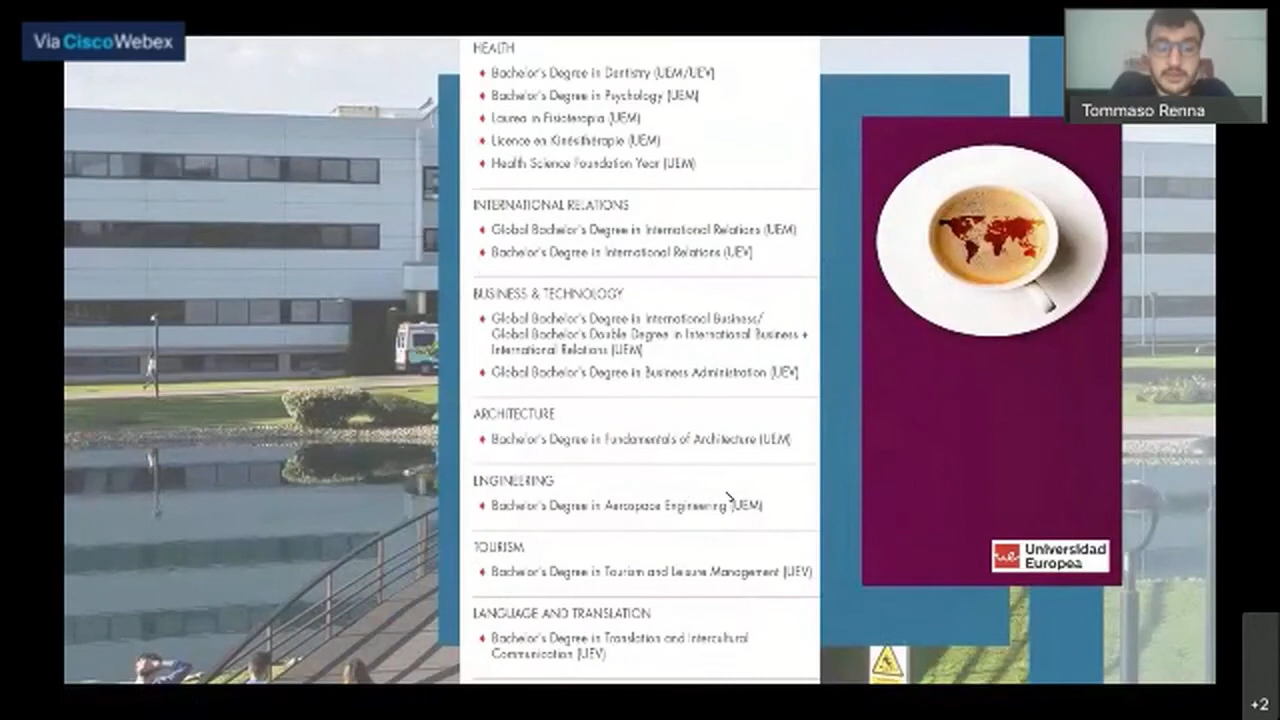 Via Cisco Webex
HEALTH
♦ Bachelor's Degree in Dentistry (UEM/UEV)
♦ Bachelor's Degree in Psychology (UEM)
♦ Laurea in Fisioterapia (UEM)
♦ Licence en Kinésithérapie (UEM)
♦ Health Science Foundation Year (UEM)
INTERNATIONAL RELATIONS
♦ Global Bachelor's Degree in International Relations (UEM)
♦ Bachelor's Degree in International Relations (UEV)
BUSINESS & TECHNOLOGY
♦ Global Bachelor's Degree in International Business/
Global Bachelor's Double Degree in International Business +
International Relations (UEM)
♦ Global Bachelor's Degree in Business Administration (UEV)
ARCHITECTURE
♦ Bachelor's Degree in Fundamentals of Architecture (UEM)
ENGINEERING
♦ Bachelor's Degree in Aerospace Engineering (UEM)
TOURISM
♦ Bachelor's Degree in Tourism and Leisure Management (UEV)
LANGUAGE AND TRANSLATION
♦ Bachelor's Degree in Translation and Intercultural
Communication (UEV)
Tommaso Renna
ue
Universidad
Europea
+2